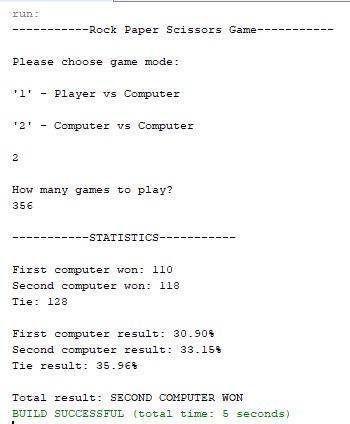 run:
-----------Rock Paper Scissors Game-----------
Please choose game mode:
'1' - Player vs Computer
'2' - Computer vs Computer
2
How many games to play?
356
-----------STATISTICS-----------
First computer won: 110
Second computer won: 118
Tie: 128
First computer result: 30.90%
Second computer result: 33.15%
Tie result: 35.96%
Total result: SECOND COMPUTER WON
BUILD SUCCESSFUL (total time: 5 seconds)